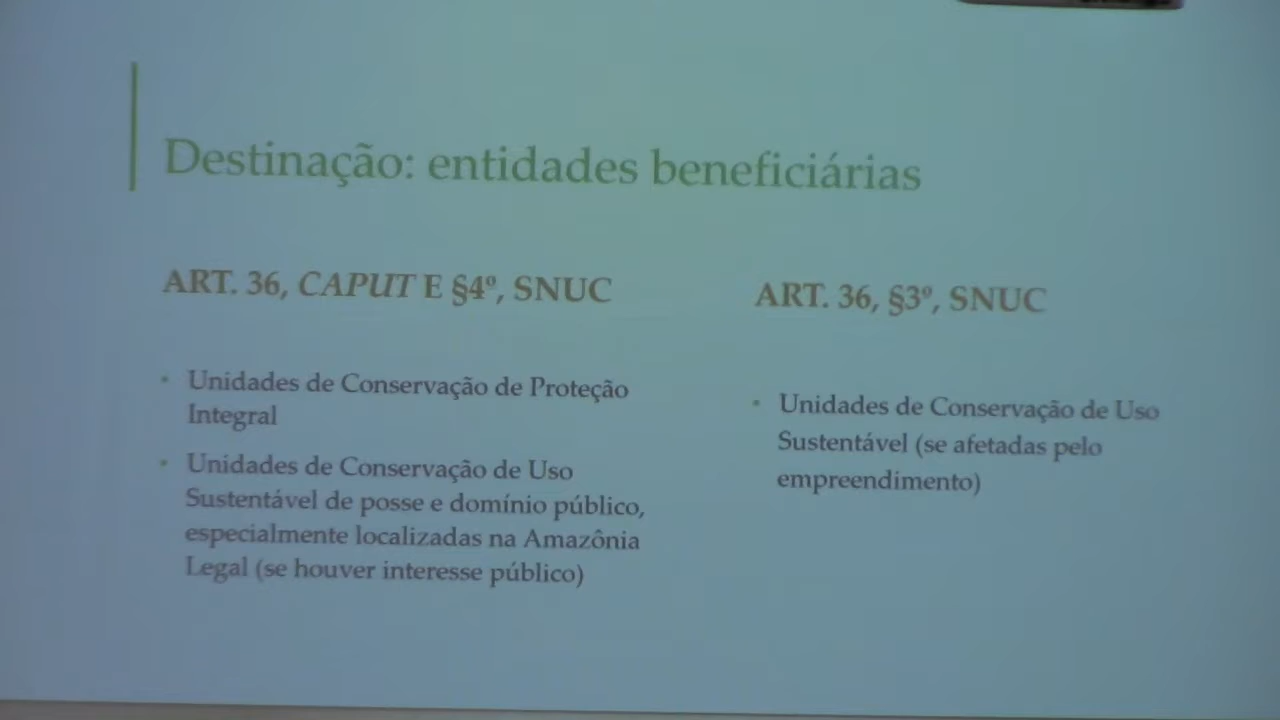 Destinação: entidades beneficiárias
ART. 36, CAPUT E §4º, SNUC
Unidades de Conservação de Proteção
Integral
Unidades de Conservação de Uso
Sustentável de posse e domínio público,
especialmente localizadas na Amazônia
Legal (se houver interesse público)
ART. 36, §3º, SNUC
Unidades de Conservação de Uso
Sustentável (se afetadas pelo
empreendimento)